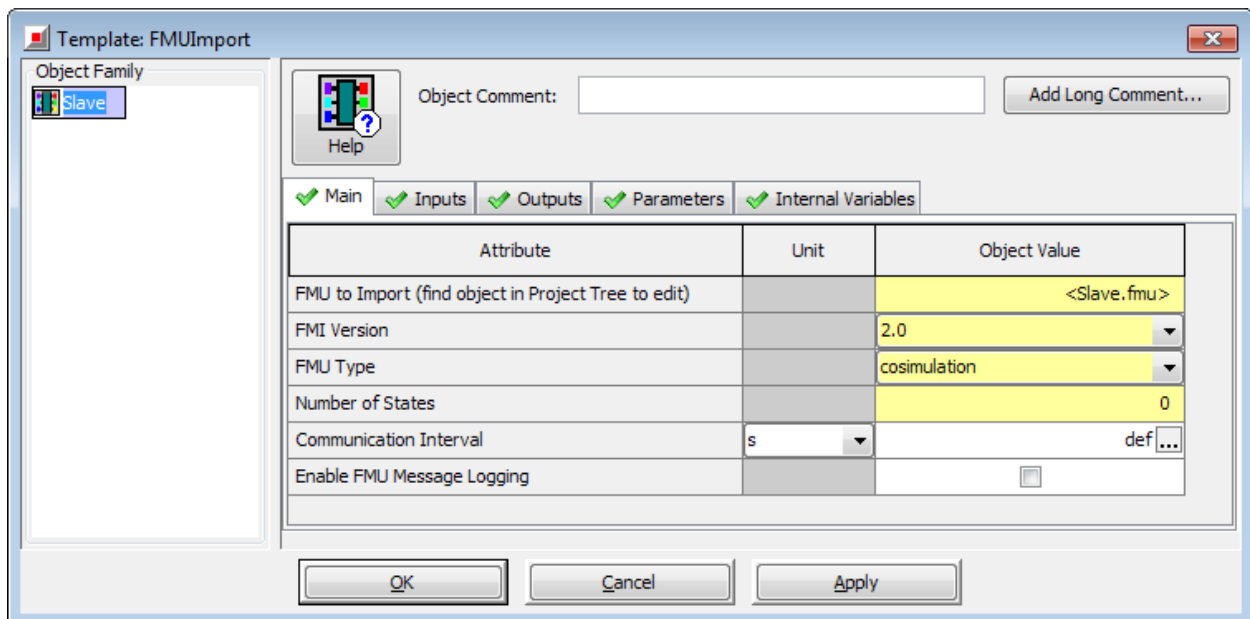 Template: FMUImport
Object Family
Slave
Help
Object Comment:
Add Long Comment...
Main Inputs Outputs Parameters Internal Variables
Attribute Unit Object Value
FMU to Import (find object in Project Tree to edit) <Slave.fmu>
FMI Version 2.0
FMU Type cosimulation
Number of States 0
Communication Interval s def ...
Enable FMU Message Logging
OK Cancel Apply